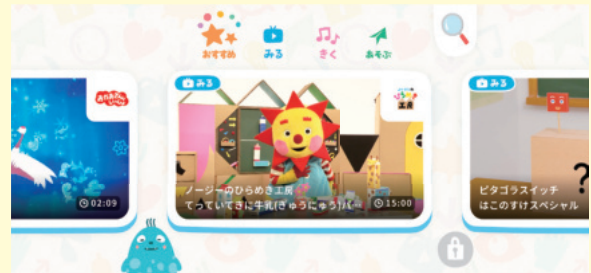 おすすめ
みる
きく
あそぶ
02:09
みる
工房
ノージーのひらめき工房
てっていてきに牛乳(ぎゅうにゅう)パ…
15:00
みる
ピタゴラスイッチ
はこのすけスペシャル
?